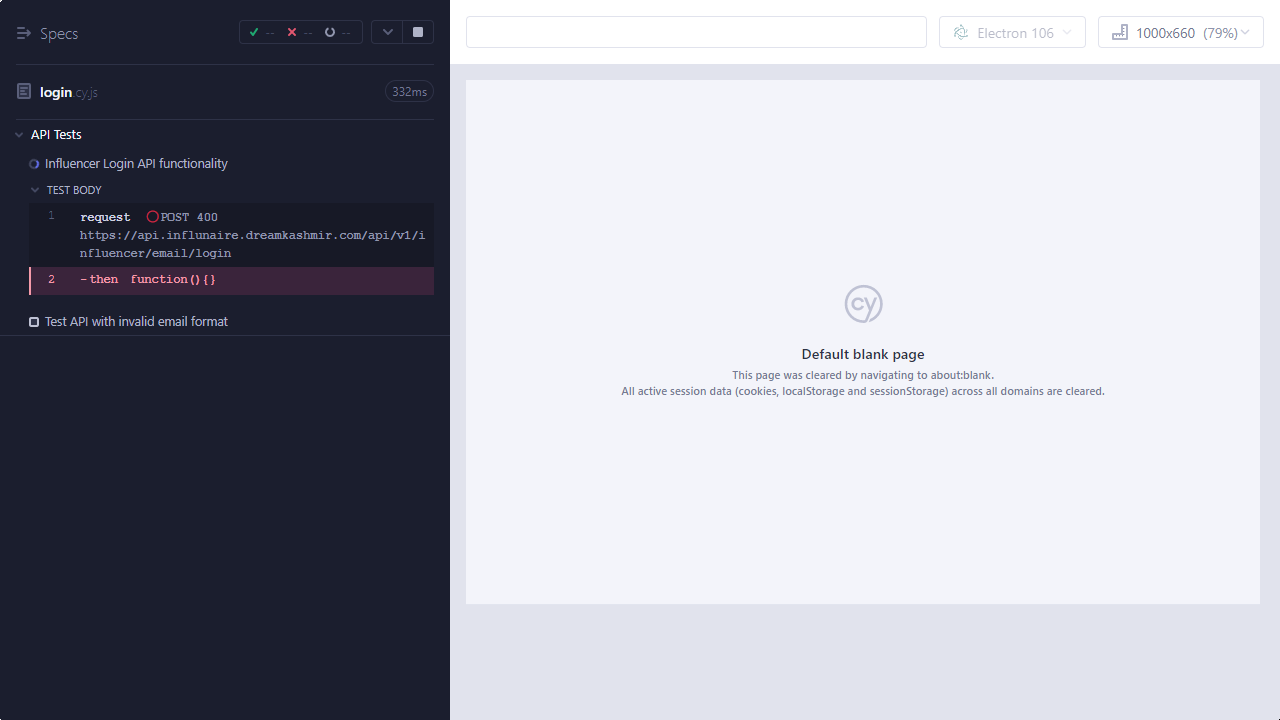 Specs
-- -- --
Electron 106
1000x660 (79%)
login.cy.js
332ms
API Tests
Influencer Login API functionality
TEST BODY
1 request POST 400
https://api.influnaire.dreamkashmir.com/api/v1/i
nfluencer/email/login
2 -then function(){}
Test API with invalid email format
cy
Default blank page
This page was cleared by navigating to about:blank.
All active session data (cookies, localStorage and sessionStorage) across all domains are cleared.